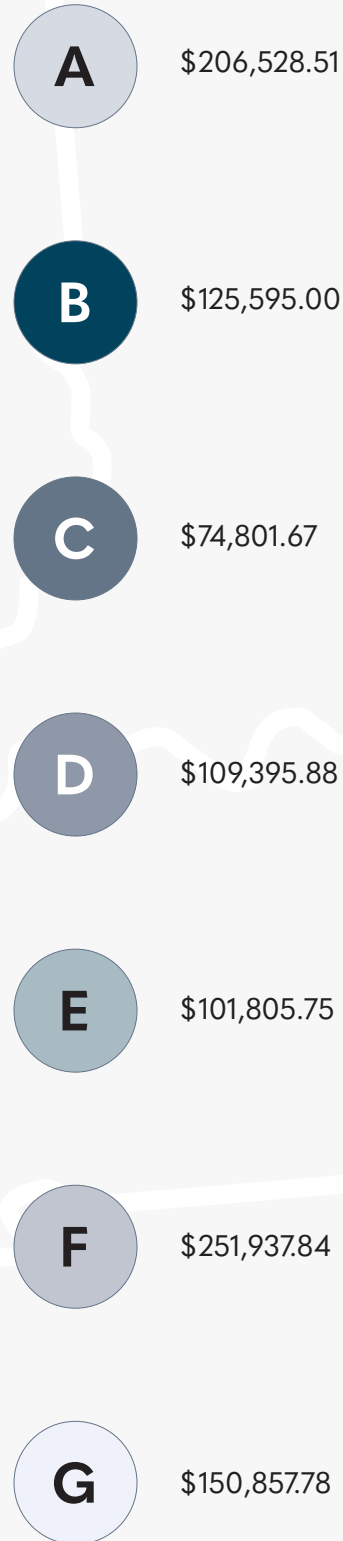 A $206,528.51
B $125,595.00
C $74,801.67
D $109,395.88
E $101,805.75
F $251,937.84
G $150,857.78